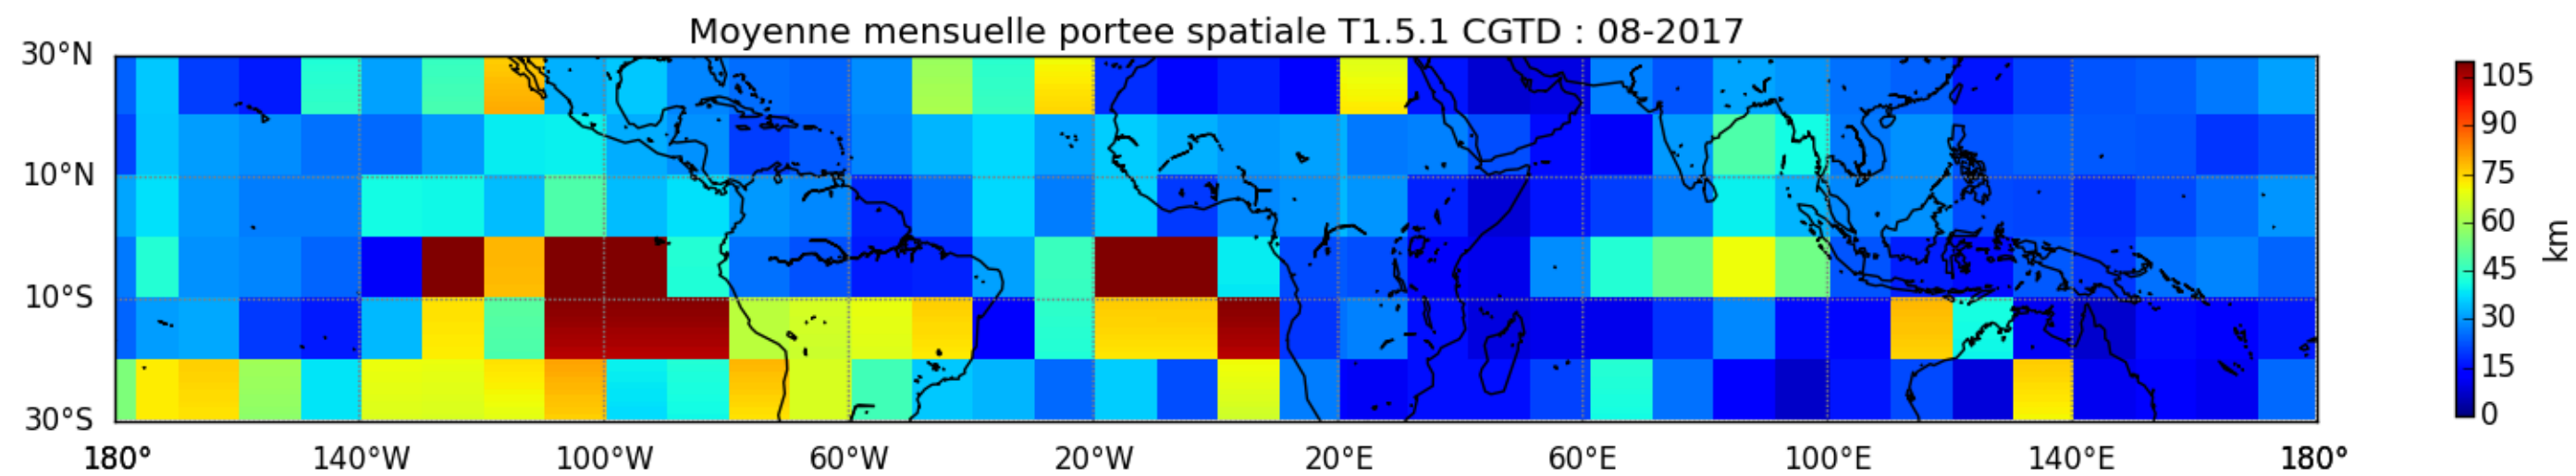 Moyenne mensuelle portee spatiale T1.5.1 CGTD : 08-2017
30°N
10°N
10°S
30°S
180° 140°W 100°W 60°W 20°W 20°E 60°E 100°E 140°E 180°
105
90
75
60
45
30
15
0
km